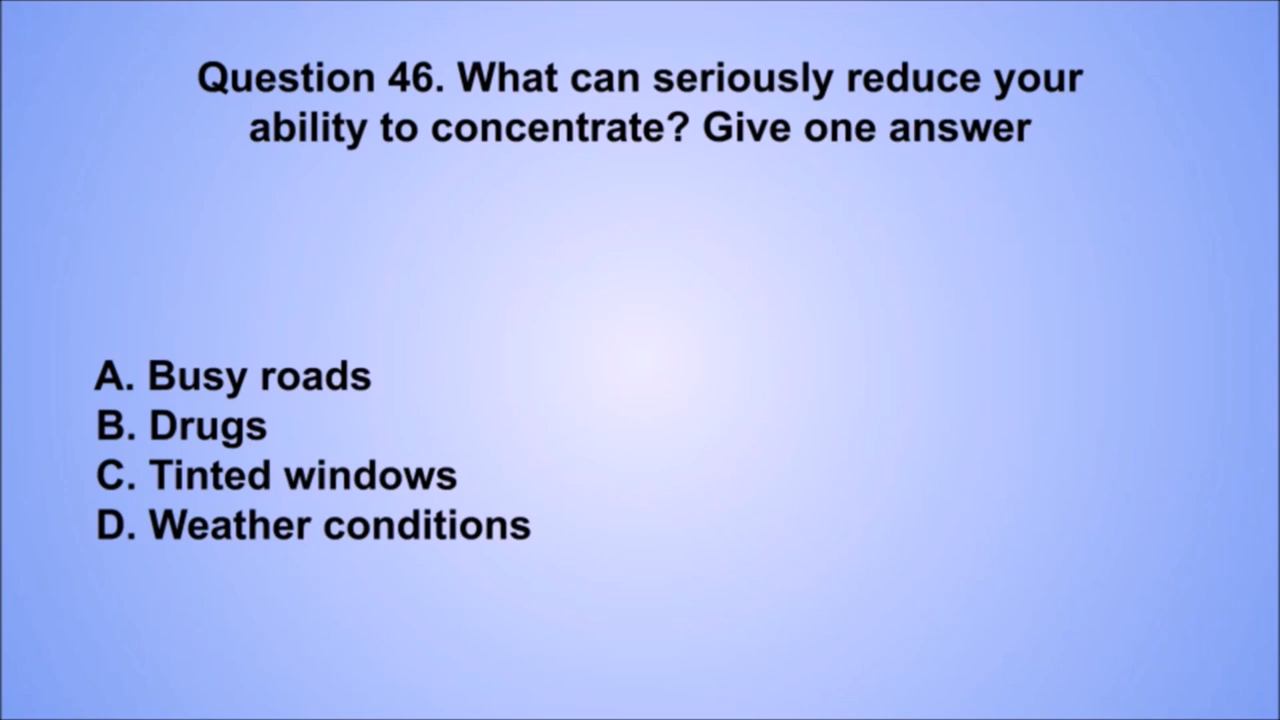 Question 46. What can seriously reduce your
ability to concentrate? Give one answer
A. Busy roads
B. Drugs
C. Tinted windows
D. Weather conditions